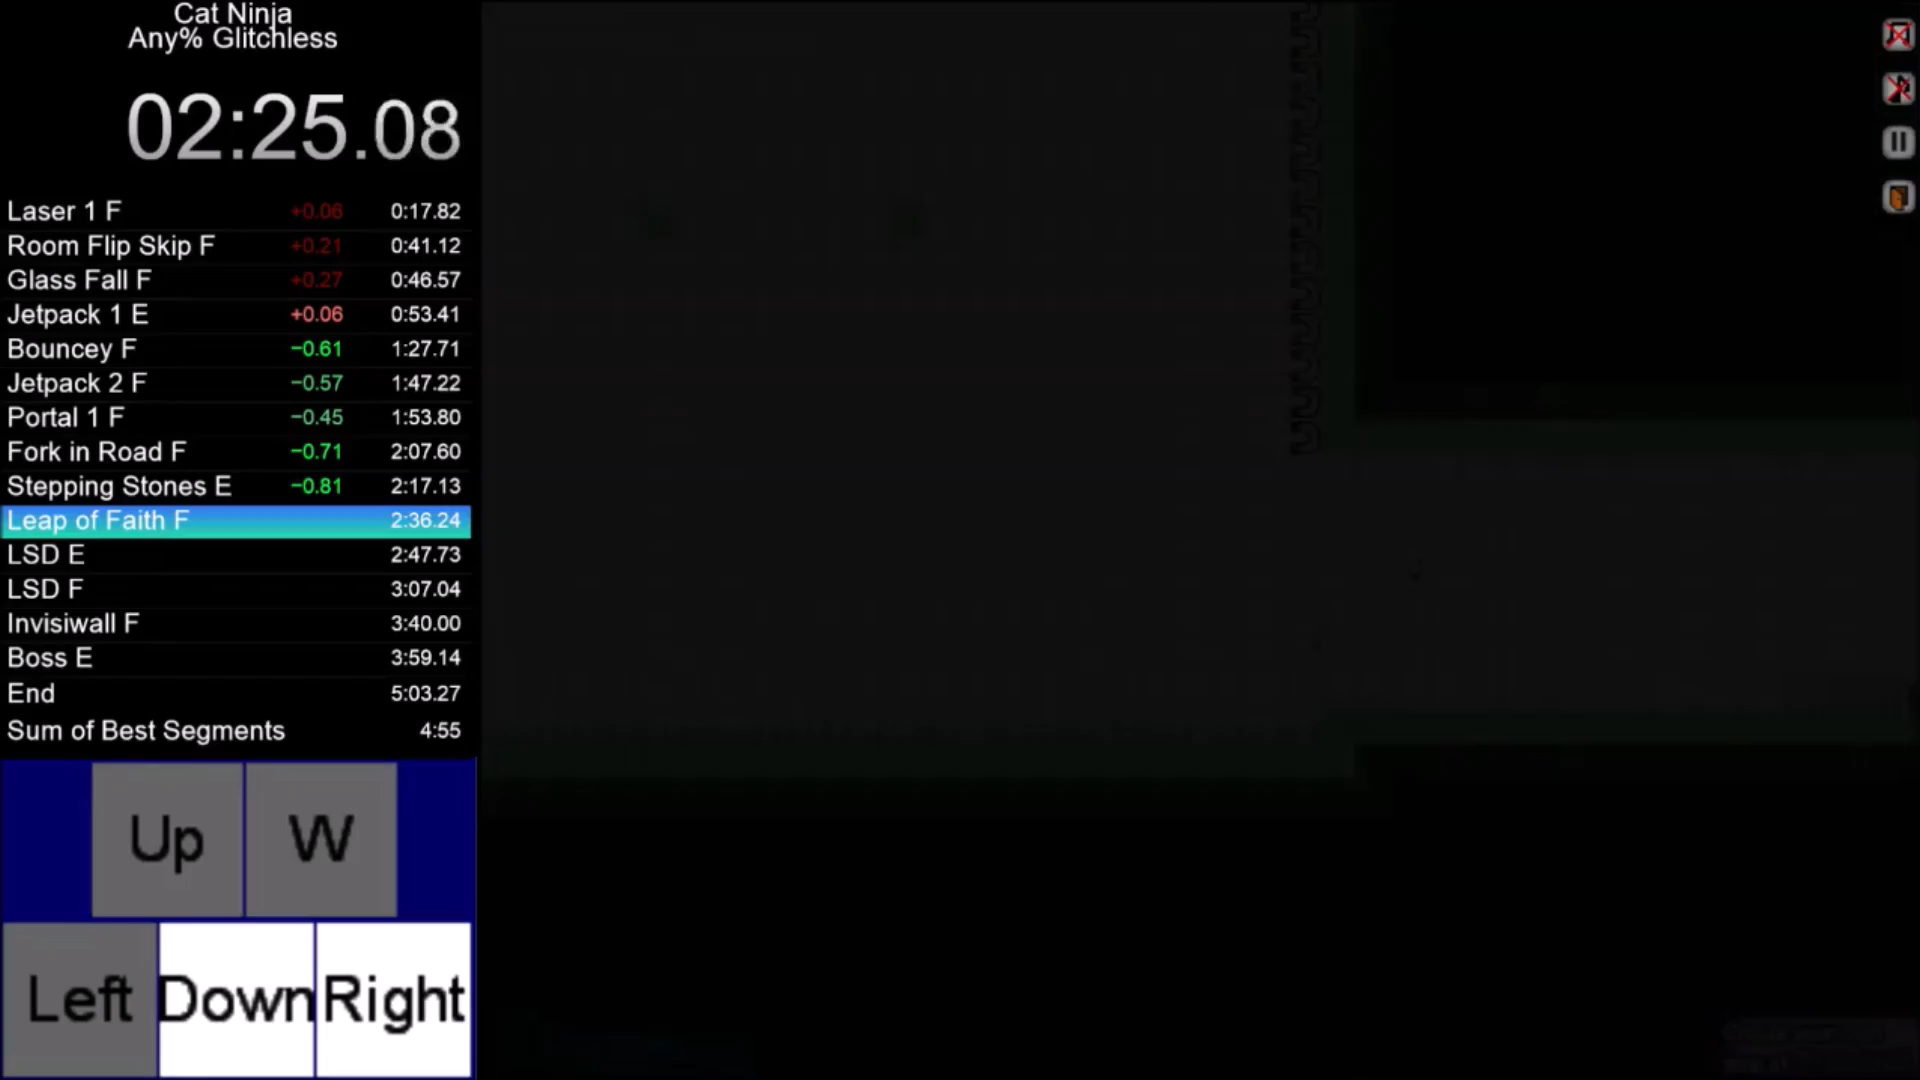 Cat Ninja
Any% Glitchless
02:25.08
Laser 1 F +0.06 0:17.82
Room Flip Skip F +0.21 0:41.12
Glass Fall F +0.27 0:46.57
Jetpack 1 E +0.06 0:53.41
Bouncey F −0.61 1:27.71
Jetpack 2 F −0.57 1:47.22
Portal 1 F −0.45 1:53.80
Fork in Road F −0.71 2:07.60
Stepping Stones E −0.81 2:17.13
Leap of Faith F 2:36.24
LSD E 2:47.73
LSD F 3:07.04
Invisiwall F 3:40.00
Boss E 3:59.14
End 5:03.27
Sum of Best Segments 4:55
Up W
Left Down Right